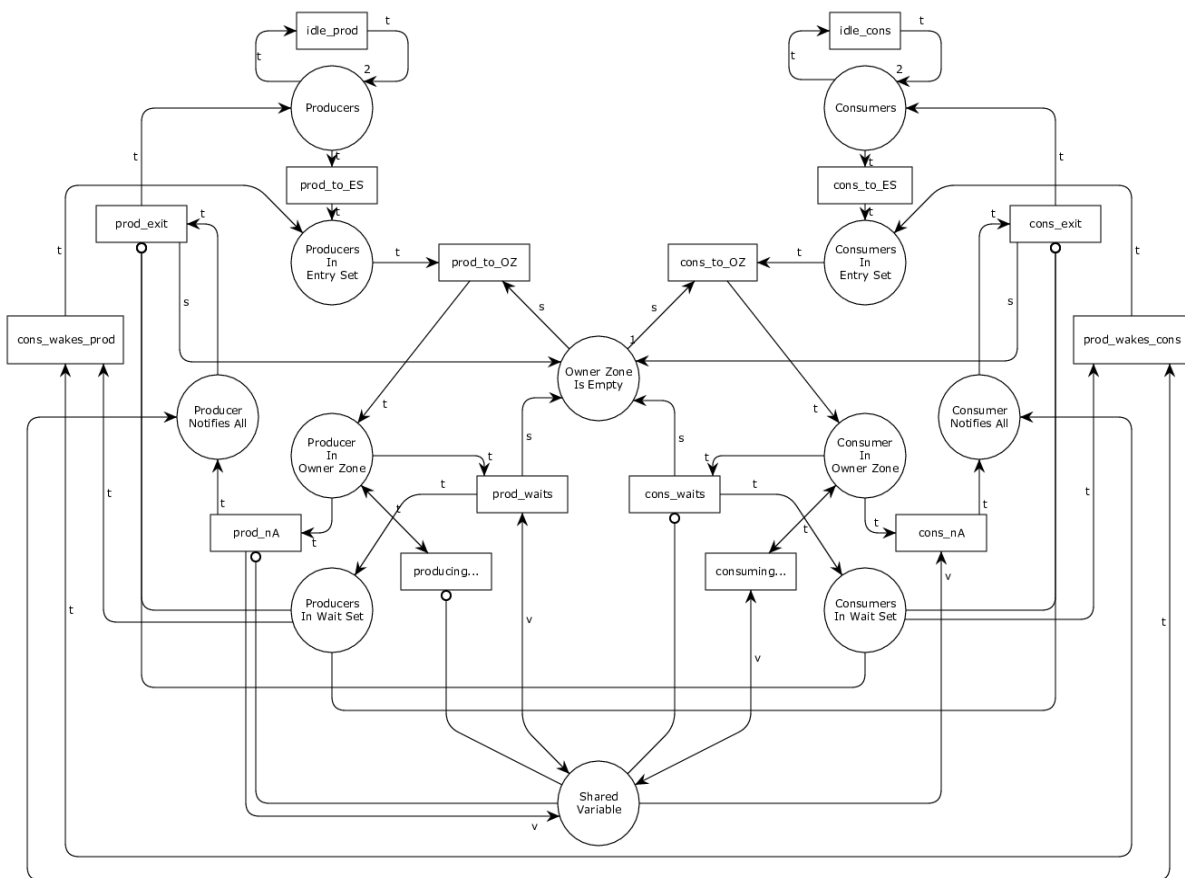 t
t
idle_prod
idle_cons
t
t
2
2
Producers
Consumers
t
t
t
t
prod_to_ES
cons_to_ES
t
t
prod_exit
t
t
cons_exit
Producers
In
Entry Set
t
prod_to_OZ
cons_to_OZ
t
Consumers
In
Entry Set
t
t
s
s
s
s
cons_wakes_prod
1
prod_wakes_cons
Owner Zone
Is Empty
t
t
Producer
Notifies All
Consumer
Notifies All
Producer
In
Owner Zone
Consumer
In
Owner Zone
s
s
t
t
t
t
prod_waits
cons_waits
t
t
t
t
t
t
t
t
prod_nA
t
t
cons_nA
producing...
consuming...
v
Producers
In Wait Set
Consumers
In Wait Set
t
v
v
t
Shared
Variable
v